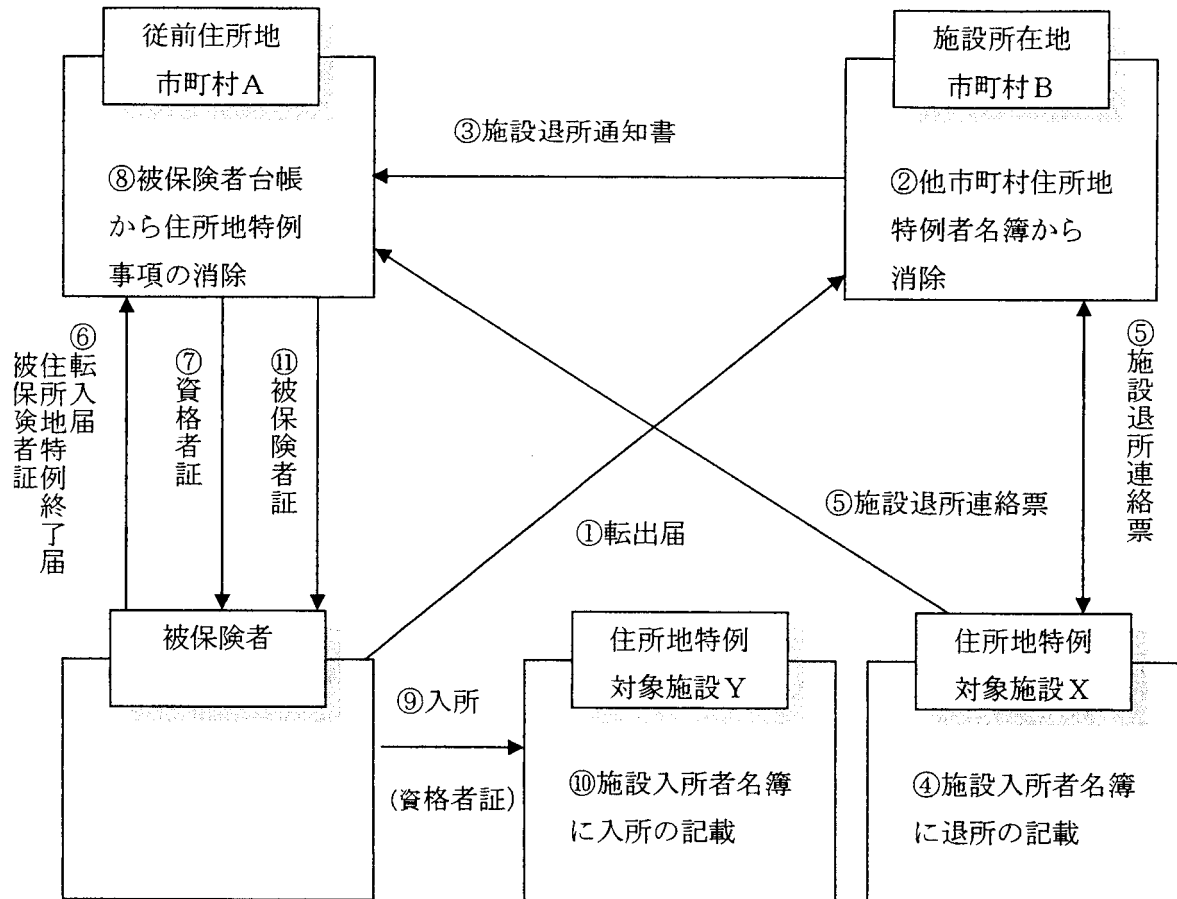 従前住所地
市町村A
施設所在地
市町村B
③施設退所通知書
⑧被保険者台帳
から住所地特例
事項の消除
②他市町村住所地
特例者名簿から
消除
⑥転入届
住所地特例終了届
被保険者証
⑦資格者証
⑪被保険者証
①転出届
⑤施設退所連絡票
⑤施設退所連絡票
被保険者
住所地特例
対象施設Y
住所地特例
対象施設X
⑨入所
(資格者証)
⑩施設入所者名簿
に入所の記載
④施設入所者名簿
に退所の記載